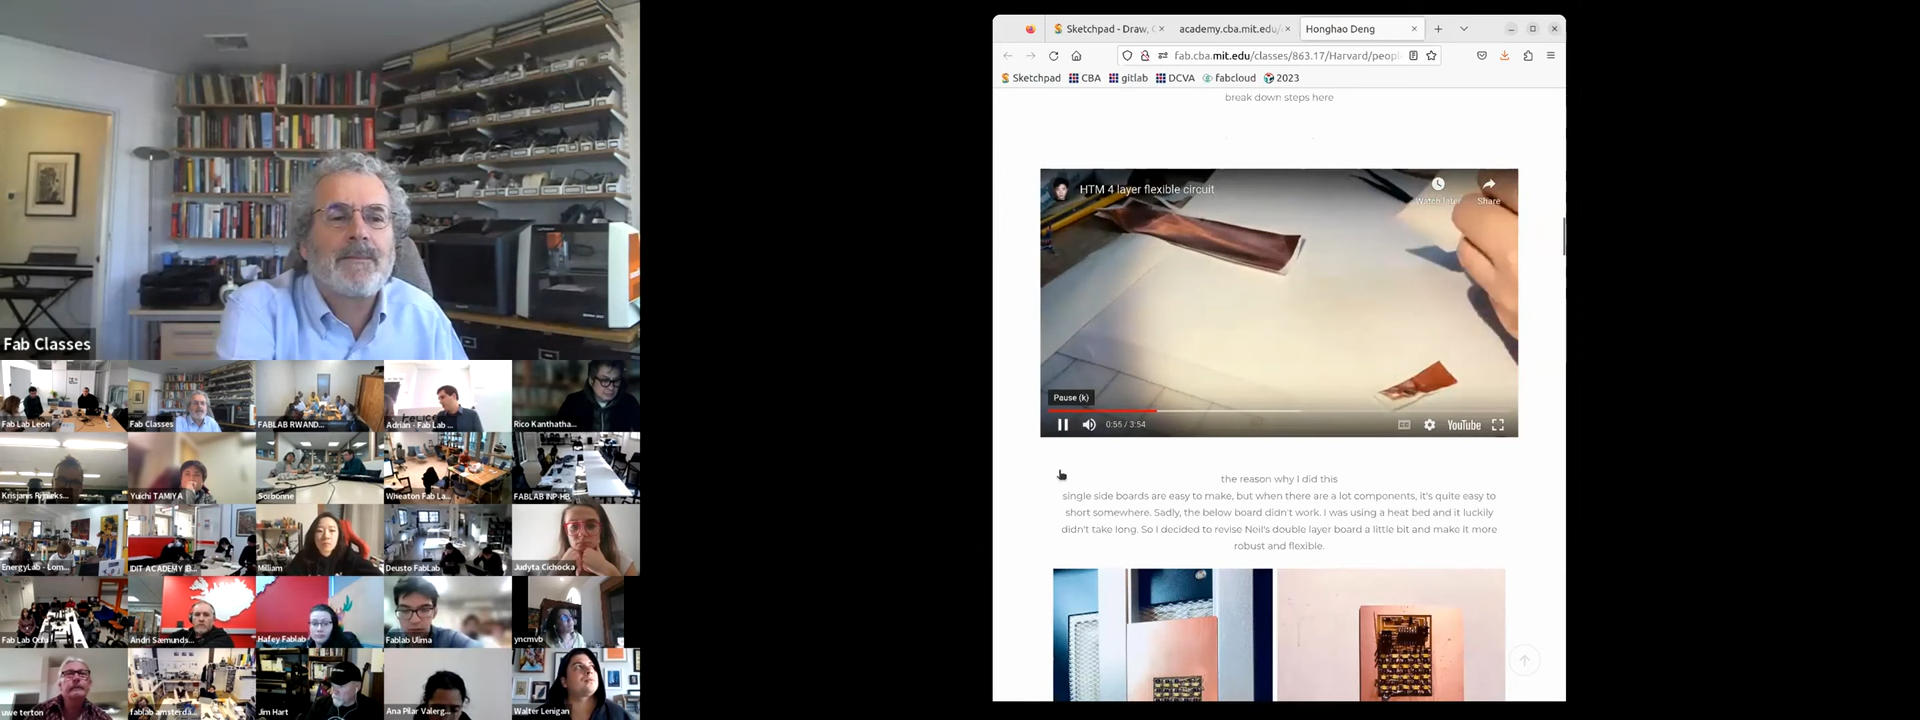 Fab Classes
Fab Lab Leon
Fab Classes
FABLAB RWAND...
Adrián - Fab Lab ...
Rico Kanthatha...
Yuichi TAMIYA
Sorbonne
Wheaton Fab La...
FABLAB INP-HB
EnergyLab - Lom...
Deusto FabLab
Judyta Cichocka
Andri Sæmunds...
Hafey Fablab
Fablab Ulima
yncmvb
uwe terton
fablab amsterda...
Jim Hart
Ana Pilar Valerg...
Walter Lenigan
Sketchpad - Draw,
academy.cba.mit.edu/
Honghao Deng
fab.cba.mit.edu/classes/863.17/Harvard/peopl
Sketchpad CBA gitlab DCVA fabcloud 2023
break down steps here
HTM 4 layer flexible circuit
Watch later
Share
Pause (k)
0:55 / 3:54
YouTube
the reason why I did this
single side boards are easy to make, but when there are a lot components, it's quite easy to
short somewhere. Sadly, the below board didn't work. I was using a heat bed and it luckily
didn't take long. So I decided to revise Neil's double layer board a little bit and make it more
robust and flexible.